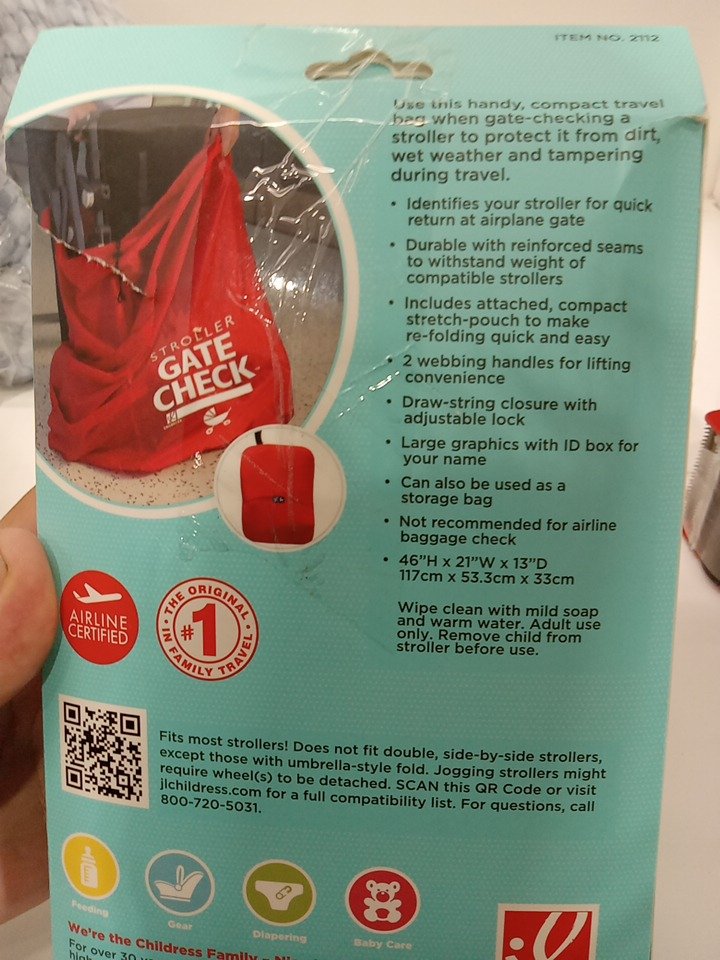 ITEM NO. 2112
Use this handy, compact travel
bag when gate-checking a
stroller to protect it from dirt,
wet weather and tampering
during travel.
• Identifies your stroller for quick
return at airplane gate
• Durable with reinforced seams
to withstand weight of
compatible strollers
• Includes attached, compact
stretch-pouch to make
re-folding quick and easy
• 2 webbing handles for lifting
convenience
• Draw-string closure with
adjustable lock
• Large graphics with ID box for
your name
• Can also be used as a
storage bag
• Not recommended for airline
baggage check
• 46"H x 21"W x 13"D
117cm x 53.3cm x 33cm
Wipe clean with mild soap
and warm water. Adult use
only. Remove child from
stroller before use.
STROLLER
GATE
CHECK
AIRLINE
CERTIFIED
• THE ORIGINAL •
#1
IN FAMILY TRAVEL
Fits most strollers! Does not fit double, side-by-side strollers,
except those with umbrella-style fold. Jogging strollers might
require wheel(s) to be detached. SCAN this QR Code or visit
jlchildress.com for a full compatibility list. For questions, call
800-720-5031.
Feeding
Gear
Diapering
Baby Care
We're the Childress Family
For over 30